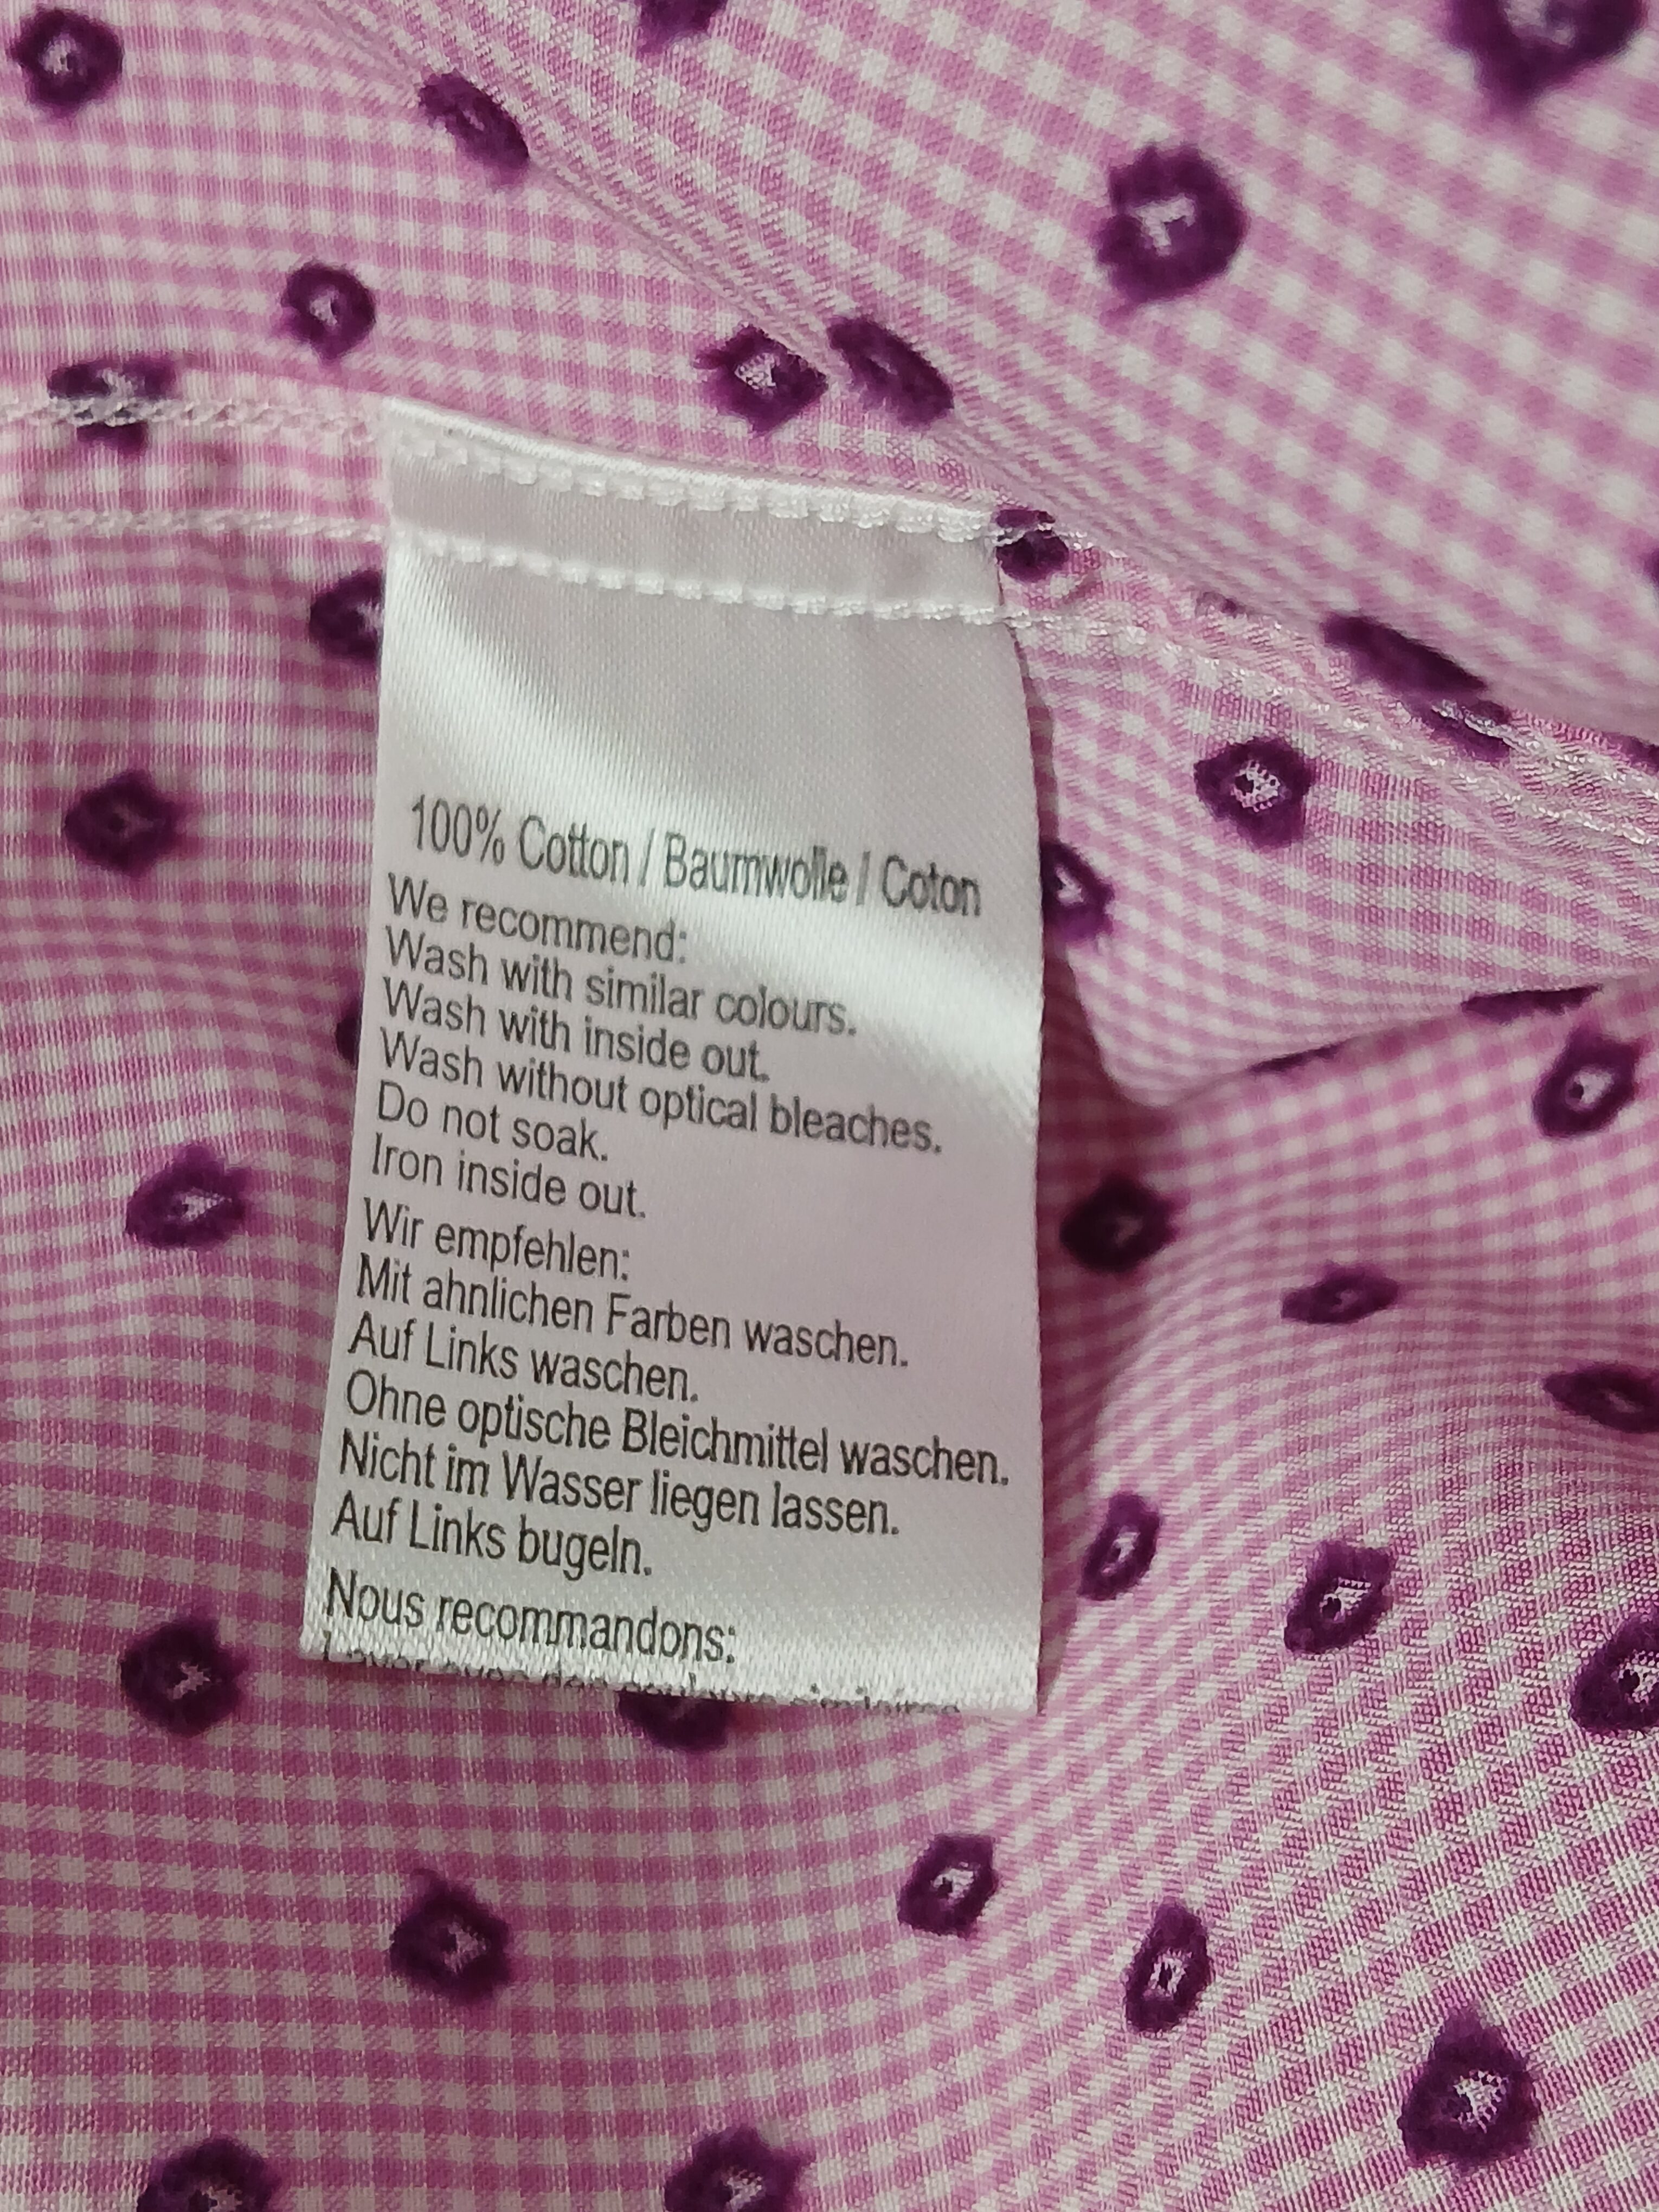 100% Cotton / Baumwolle / Coton
We recommend:
Wash with similar colours.
Wash with inside out.
Wash without optical bleaches.
Do not soak.
Iron inside out.
Wir empfehlen:
Mit ahnlichen Farben waschen.
Auf Links waschen.
Ohne optische Bleichmittel waschen.
Nicht im Wasser liegen lassen.
Auf Links bugeln.
Nous recommandons: